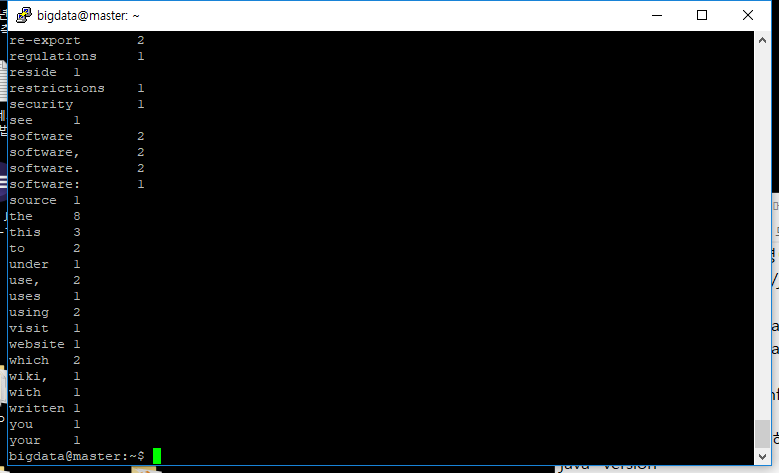 bigdata@master: ~
re-export 2
regulations 1
reside 1
restrictions 1
security 1
see 1
software 2
software, 2
software. 2
software: 1
source 1
the 8
this 3
to 2
under 1
use, 2
uses 1
using 2
visit 1
website 1
which 2
wiki, 1
with 1
written 1
you 1
your 1
bigdata@master:~$